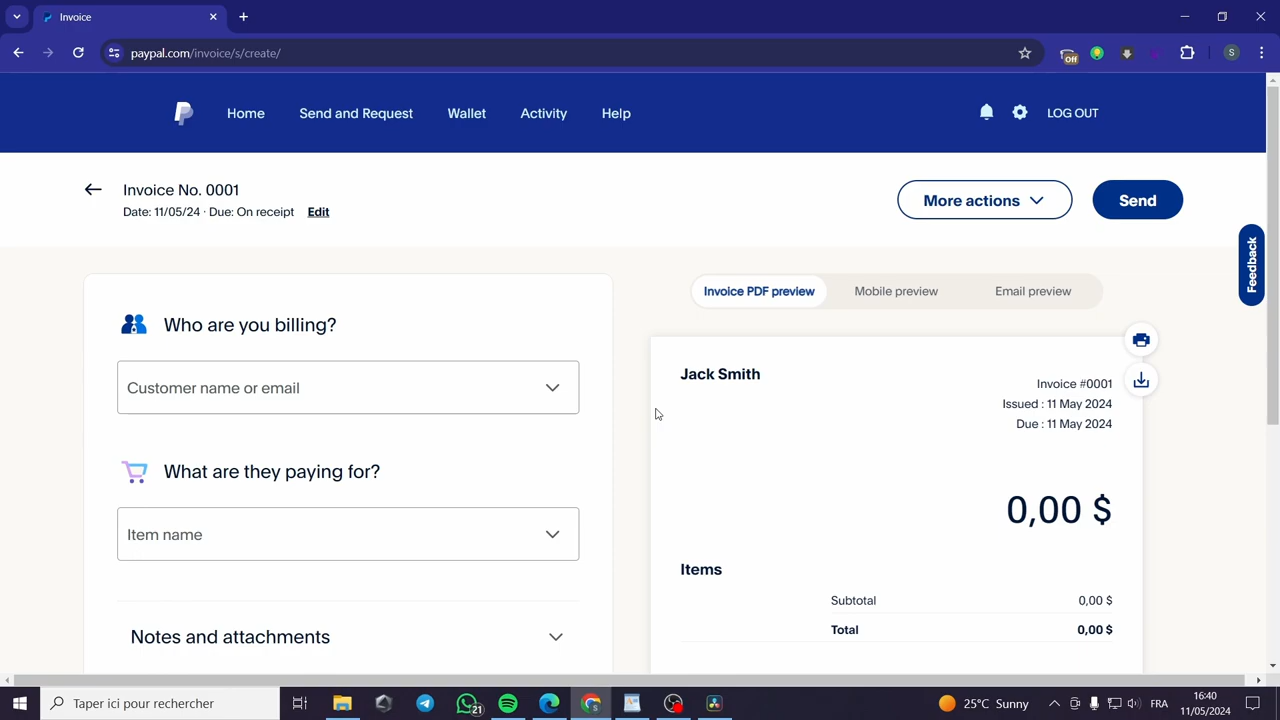 Invoice
paypal.com/invoice/s/create/
Off
S
Home
Send and Request
Wallet
Activity
Help
LOG OUT
Invoice No. 0001
Date: 11/05/24 · Due: On receipt Edit
More actions
Send
Feedback
Who are you billing?
Customer name or email
What are they paying for?
Item name
Notes and attachments
Invoice PDF preview
Mobile preview
Email preview
Jack Smith
Invoice #0001
Issued : 11 May 2024
Due : 11 May 2024
0,00 $
Items
Subtotal 0,00 $
Total 0,00 $
Taper ici pour rechercher
21
25°C Sunny
FRA
16:40
11/05/2024